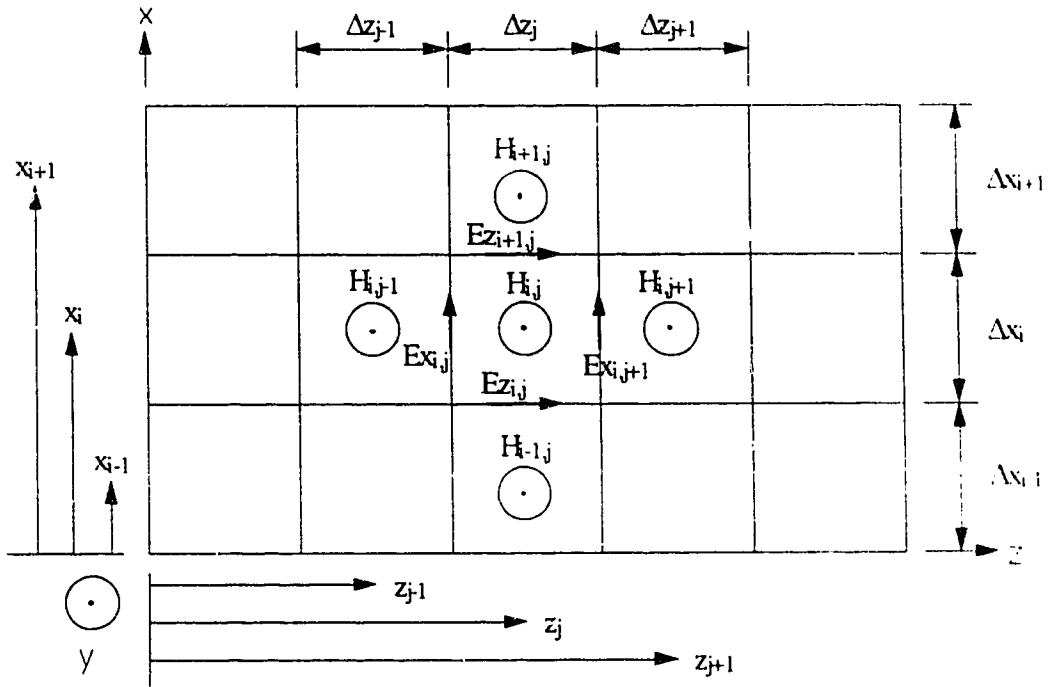 x Δzj-1 Δzj Δzj+1
Hi+1,j
xi+1 Δxi+1
Ezi+1,j
Hi,j-1 Hi,j Hi,j+1
xi Δxi
Exi,j Exi,j+1
Ezi,j
Hi-1,j
xi-1
z
zj-1
zj
y
zj+1